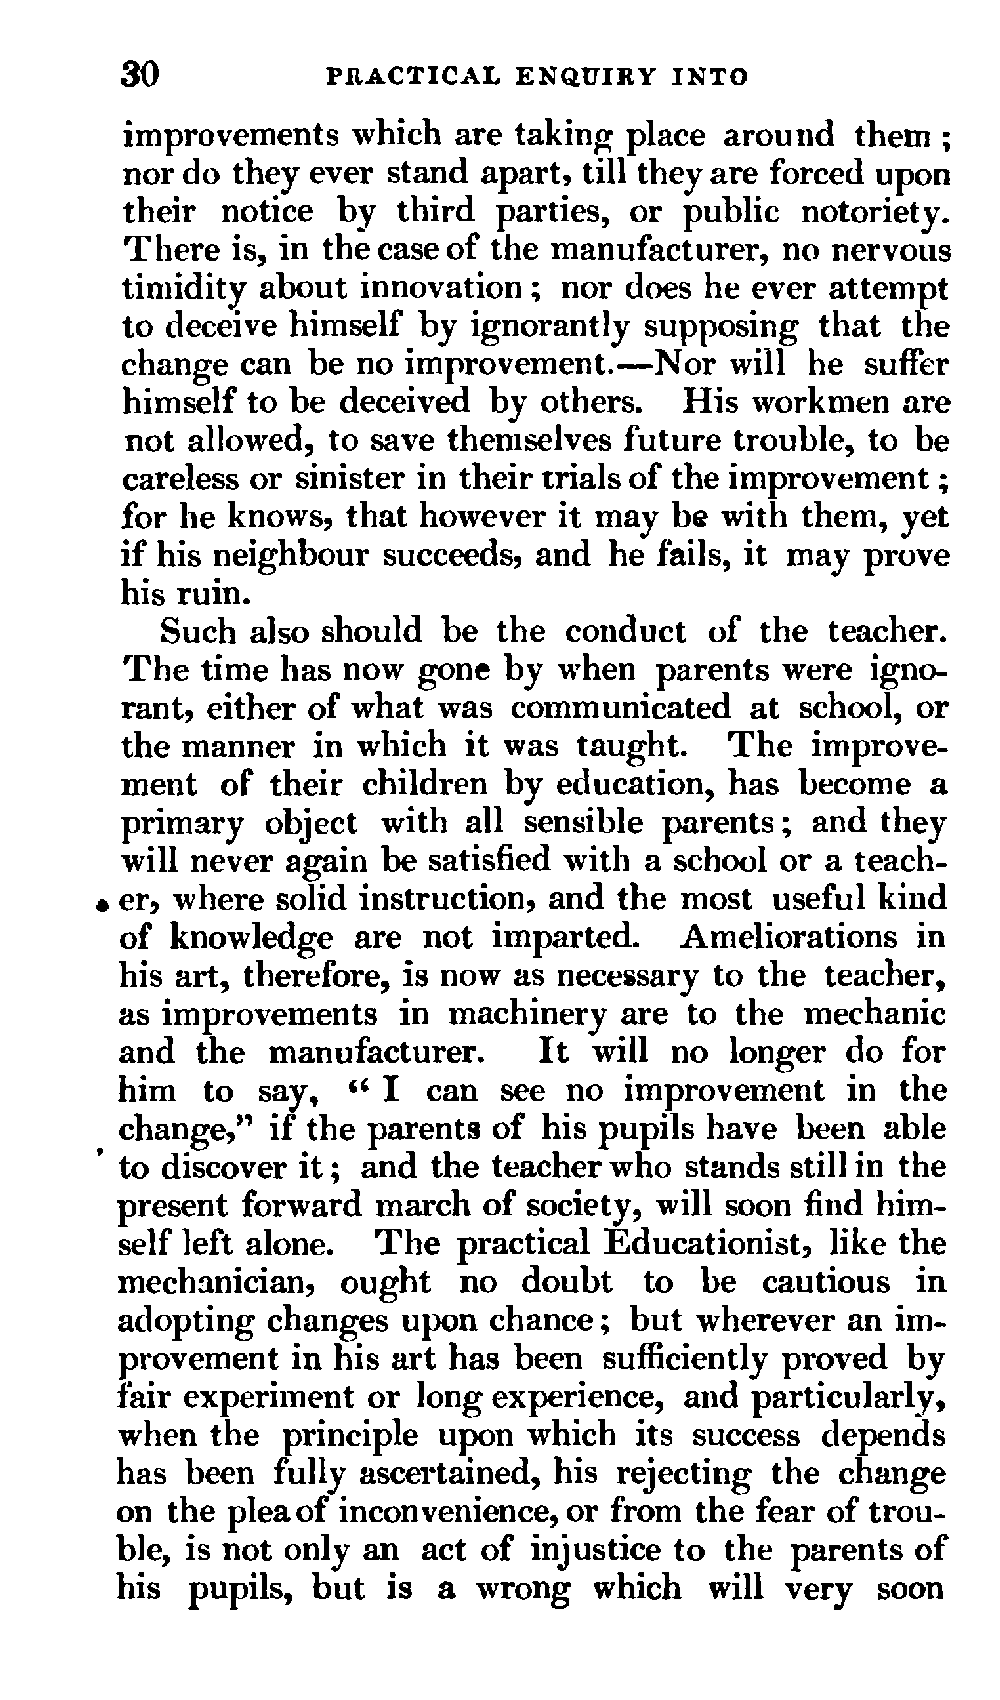 30 PRACTICAL ENQUIRY INTO
improvements which are taking place around them ;
nor do they ever stand apart, till they are forced upon
their notice by third parties, or public notoriety.
There is, in the case of the manufacturer, no nervous
timidity about innovation ; nor does he ever attempt
to deceive himself by ignorantly supposing that the
change can be no improvement.—Nor will he suffer
himself to be deceived by others. His workmen are
not allowed, to save themselves future trouble, to be
careless or sinister in their trials of the improvement ;
for he knows, that however it may be with them, yet
if his neighbour succeeds, and he fails, it may prove
his ruin.
Such also should be the conduct of the teacher.
The time has now gone by when parents were igno-
rant, either of what was communicated at school, or
the manner in which it was taught. The improve-
ment of their children by education, has become a
primary object with all sensible parents ; and they
will never again be satisfied with a school or a teach-
er, where solid instruction, and the most useful kind
of knowledge are not imparted. Ameliorations in
his art, therefore, is now as necessary to the teacher,
as improvements in machinery are to the mechanic
and the manufacturer. It will no longer do for
him to say, “ I can see no improvement in the
change,” if the parents of his pupils have been able
to discover it ; and the teacher who stands still in the
present forward march of society, will soon find him-
self left alone. The practical Educationist, like the
mechanician, ought no doubt to be cautious in
adopting changes upon chance ; but wherever an im-
provement in his art has been sufficiently proved by
fair experiment or long experience, and particularly,
when the principle upon which its success depends
has been fully ascertained, his rejecting the change
on the plea of inconvenience, or from the fear of trou-
ble, is not only an act of injustice to the parents of
his pupils, but is a wrong which will very soon